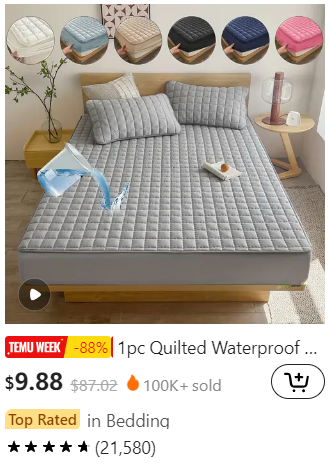 TEMU WEEK -88% 1pc Quilted Waterproof ...
$9.88 $87.02 100K+ sold
Top Rated in Bedding
(21,580)